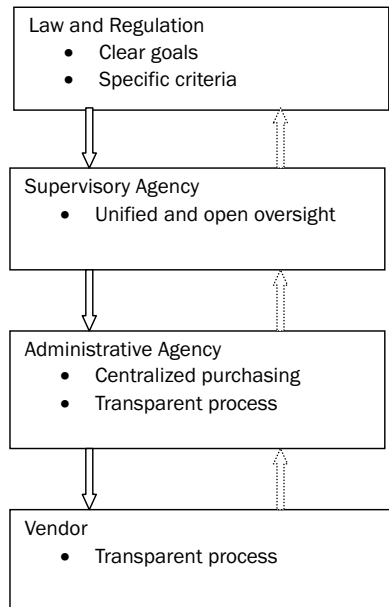 Law and Regulation
• Clear goals
• Specific criteria
Supervisory Agency
• Unified and open oversight
Administrative Agency
• Centralized purchasing
• Transparent process
Vendor
• Transparent process